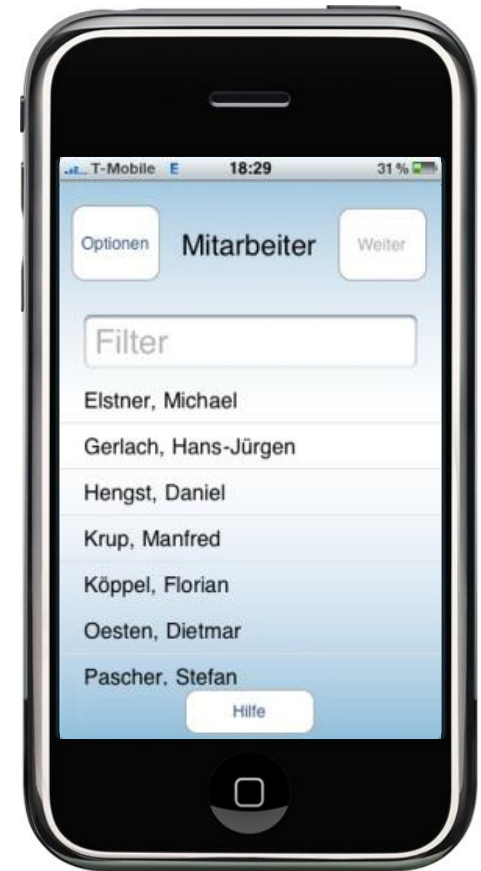 T-Mobile E 18:29 31 %
Optionen Mitarbeiter Weiter
Filter
Elstner, Michael
Gerlach, Hans-Jürgen
Hengst, Daniel
Krup, Manfred
Köppel, Florian
Oesten, Dietmar
Pascher, Stefan
Hilfe